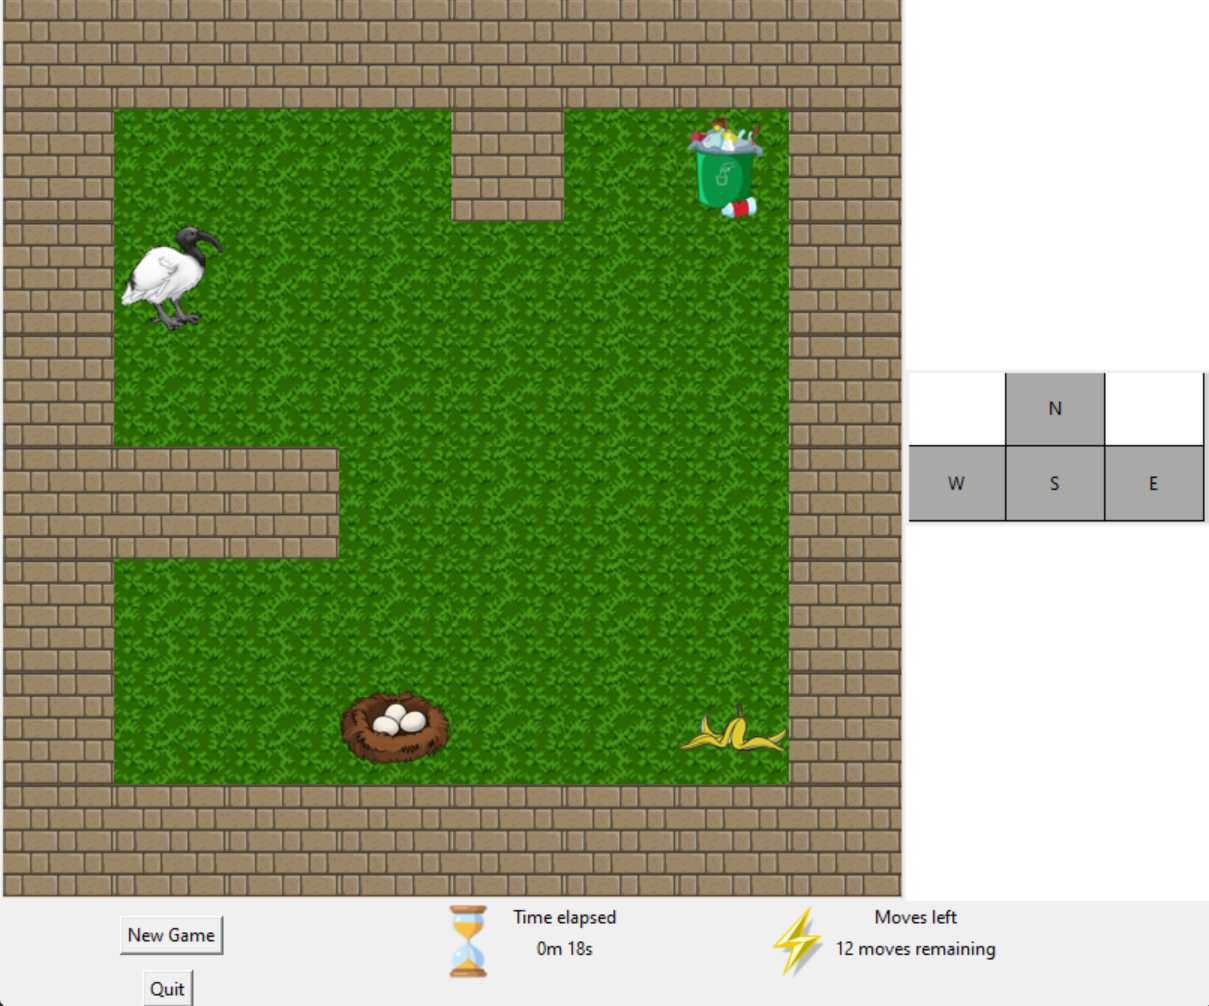 N
W S E
New Game
Quit
Time elapsed
0m 18s
Moves left
12 moves remaining